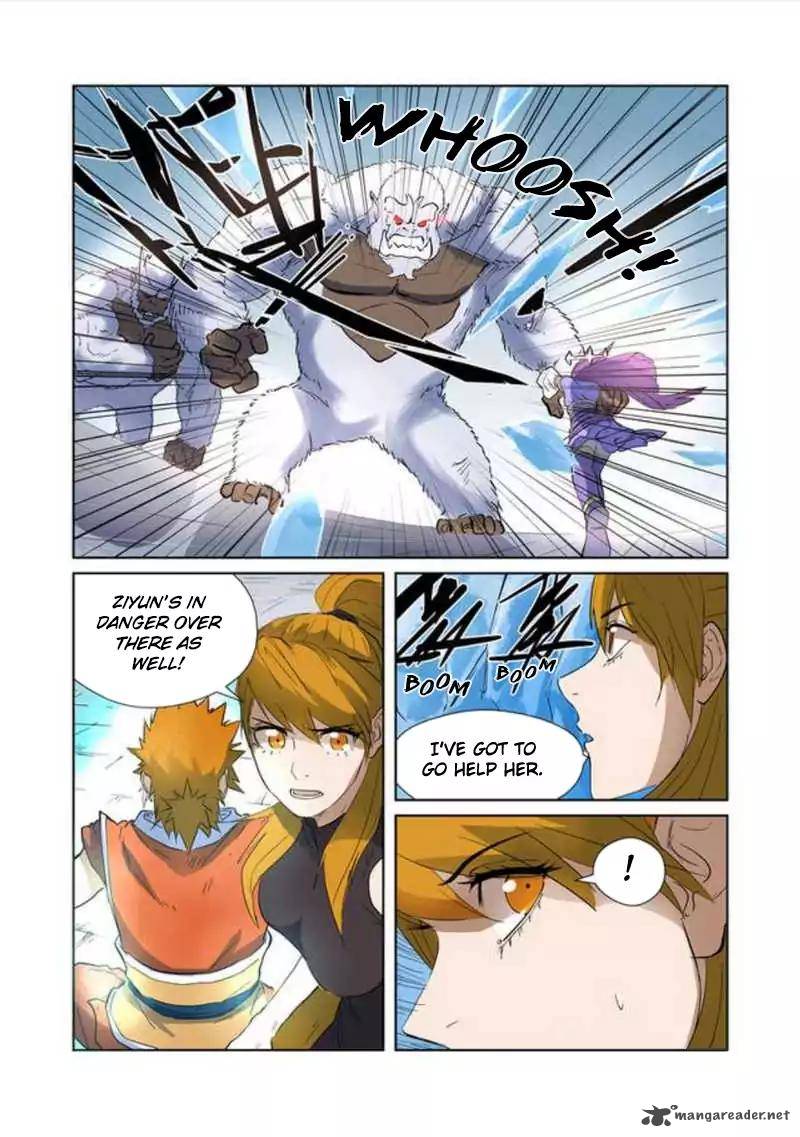 WHOOSH!
ZIYUN'S IN
DANGER OVER
THERE AS
WELL!
BOOM
BOOM
I'VE GOT
TO GO HELP HER.
!
mangareader.net